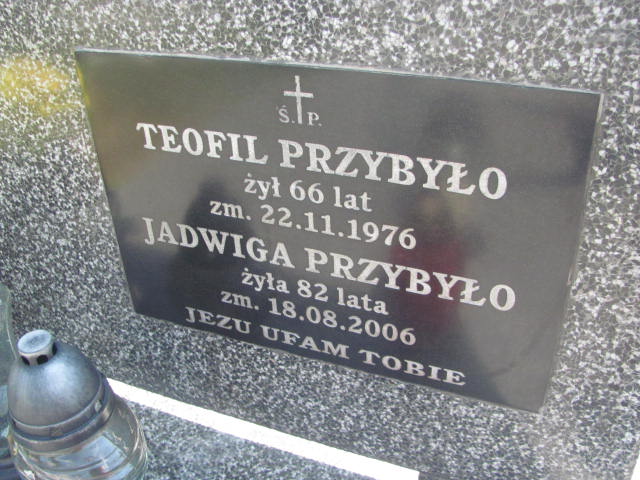 Ś. P.
TEOFIL PRZYBYŁO
żył 66 lat
zm. 22.11.1976
JADWIGA PRZYBYŁO
żyła 82 lata
zm. 18.08.2006
JEZU UFAM TOBIE